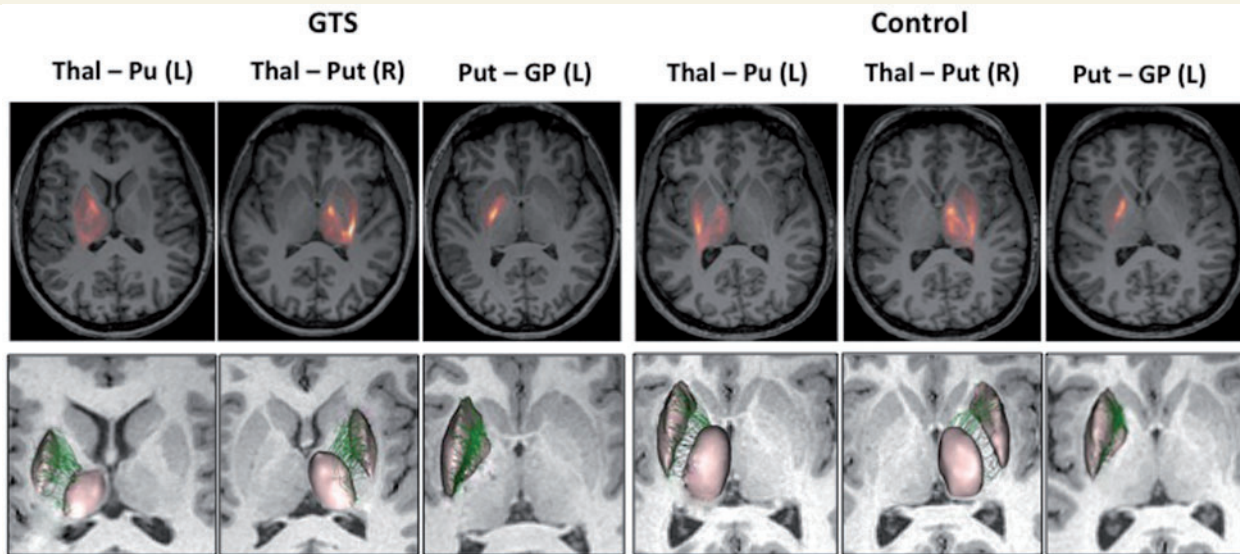 GTS
Control
Thal – Pu (L)
Thal – Put (R)
Put – GP (L)
Thal – Pu (L)
Thal – Put (R)
Put – GP (L)